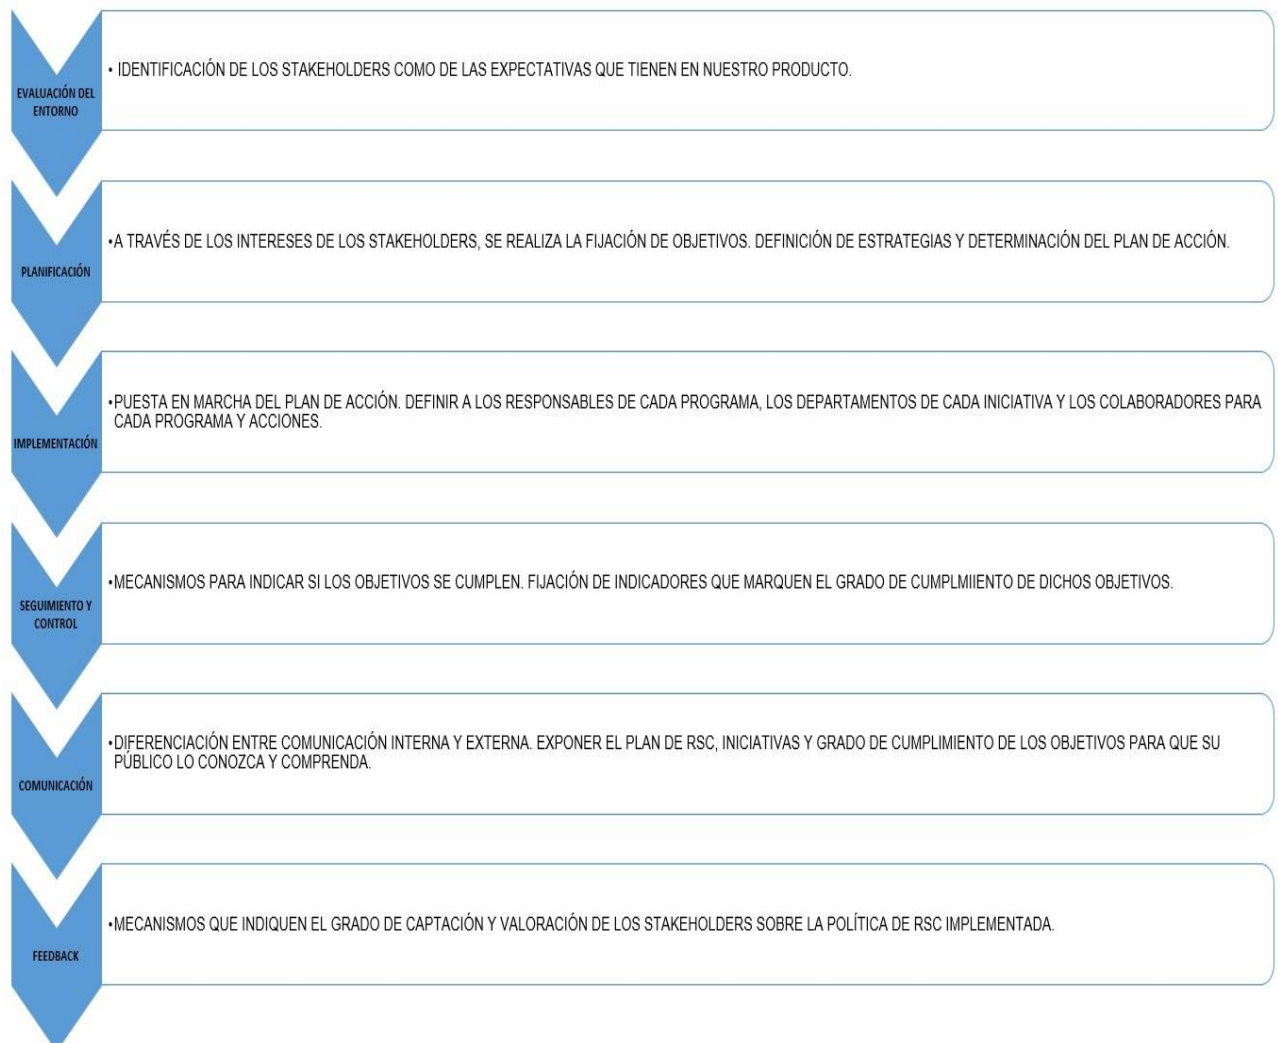 EVALUACIÓN DEL
ENTORNO
• IDENTIFICACIÓN DE LOS STAKEHOLDERS COMO DE LAS EXPECTATIVAS QUE TIENEN EN NUESTRO PRODUCTO.
PLANIFICACIÓN
•A TRAVÉS DE LOS INTERESES DE LOS STAKEHOLDERS, SE REALIZA LA FIJACIÓN DE OBJETIVOS. DEFINICIÓN DE ESTRATEGIAS Y DETERMINACIÓN DEL PLAN DE ACCIÓN.
IMPLEMENTACIÓN
•PUESTA EN MARCHA DEL PLAN DE ACCIÓN. DEFINIR A LOS RESPONSABLES DE CADA PROGRAMA, LOS DEPARTAMENTOS DE CADA INICIATIVA Y LOS COLABORADORES PARA
CADA PROGRAMA Y ACCIONES.
SEGUIMIENTO Y
CONTROL
•MECANISMOS PARA INDICAR SI LOS OBJETIVOS SE CUMPLEN. FIJACIÓN DE INDICADORES QUE MARQUEN EL GRADO DE CUMPLMIIENTO DE DICHOS OBJETIVOS.
COMUNICACIÓN
•DIFERENCIACIÓN ENTRE COMUNICACIÓN INTERNA Y EXTERNA. EXPONER EL PLAN DE RSC, INICIATIVAS Y GRADO DE CUMPLIMIENTO DE LOS OBJETIVOS PARA QUE SU
PÚBLICO LO CONOZCA Y COMPRENDA.
FEEDBACK
•MECANISMOS QUE INDIQUEN EL GRADO DE CAPTACIÓN Y VALORACIÓN DE LOS STAKEHOLDERS SOBRE LA POLÍTICA DE RSC IMPLEMENTADA.